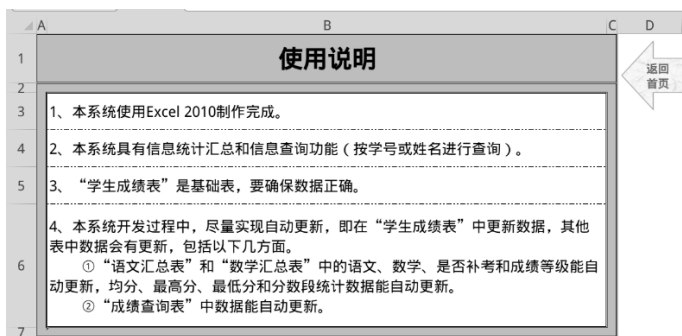 A B C D
1 使用说明
返回
首页
2
3 1、本系统使用Excel 2010制作完成。
4 2、本系统具有信息统计汇总和信息查询功能（按学号或姓名进行查询）。
5 3、“学生成绩表”是基础表，要确保数据正确。
4、本系统开发过程中，尽量实现自动更新，即在“学生成绩表”中更新数据，其他
表中数据会有更新，包括以下几方面。
6 ①“语文汇总表”和“数学汇总表”中的语文、数学、是否补考和成绩等级能自
动更新，均分、最高分、最低分和分数段统计数据能自动更新。
②“成绩查询表”中数据能自动更新。
7